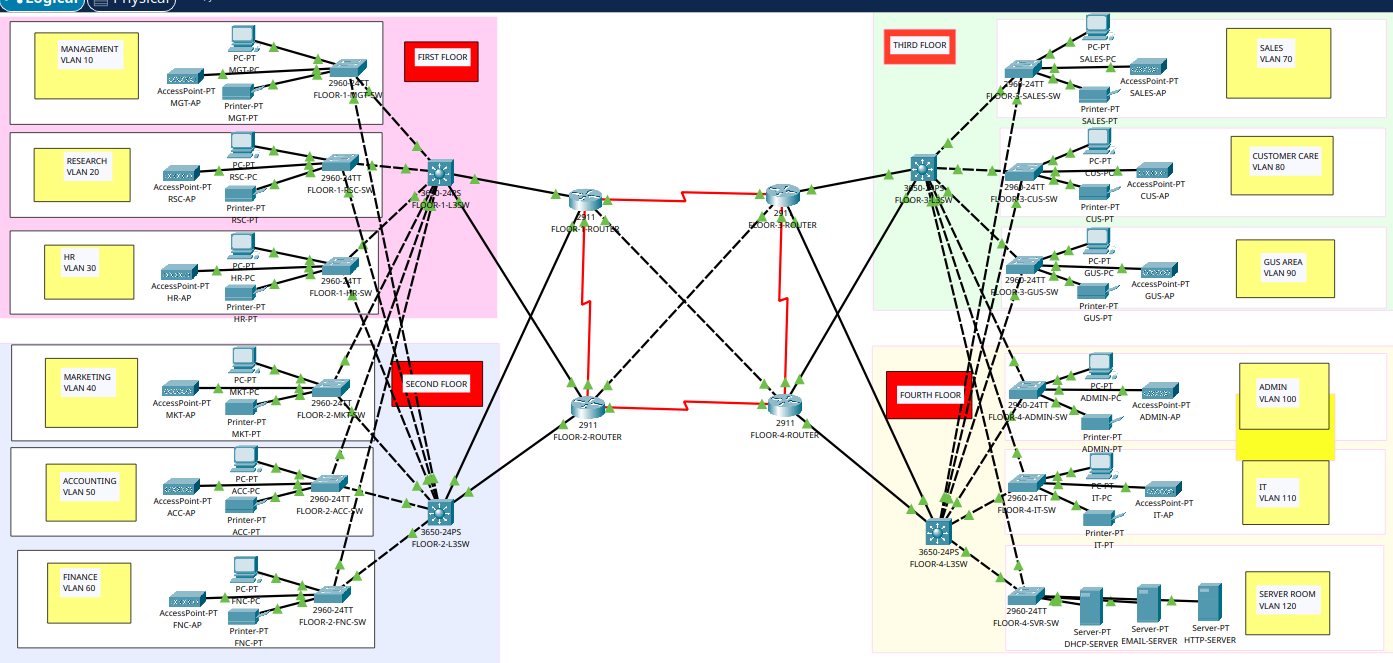 Logical
Physical
FIRST FLOOR
MANAGEMENT
VLAN 10
PC-PT
MGT-PC
AccessPoint-PT
MGT-AP
Printer-PT
MGT-PT
2960-24TT
FLOOR-1-MGT-SW
RESEARCH
VLAN 20
PC-PT
RSC-PC
AccessPoint-PT
RSC-AP
Printer-PT
RSC-PT
2960-24TT
FLOOR-1-RSC-SW
HR
VLAN 30
PC-PT
HR-PC
AccessPoint-PT
HR-AP
Printer-PT
HR-PT
2960-24TT
FLOOR-1-HR-SW
3650-24PS
FLOOR-1-L3SW
SECOND FLOOR
MARKETING
VLAN 40
PC-PT
MKT-PC
AccessPoint-PT
MKT-AP
Printer-PT
MKT-PT
2960-24TT
FLOOR-2-MKT-SW
ACCOUNTING
VLAN 50
PC-PT
ACC-PC
AccessPoint-PT
ACC-AP
Printer-PT
ACC-PT
2960-24TT
FLOOR-2-ACC-SW
FINANCE
VLAN 60
PC-PT
FNC-PC
AccessPoint-PT
FNC-AP
Printer-PT
FNC-PT
2960-24TT
FLOOR-2-FNC-SW
3650-24PS
FLOOR-2-L3SW
2911
FLOOR-1-ROUTER
2911
FLOOR-3-ROUTER
2911
FLOOR-2-ROUTER
2911
FLOOR-4-ROUTER
THIRD FLOOR
3650-24PS
FLOOR-3-L3SW
PC-PT
SALES-PC
2960-24TT
FLOOR-3-SALES-SW
AccessPoint-PT
SALES-AP
Printer-PT
SALES-PT
SALES
VLAN 70
PC-PT
CUS-PC
2960-24TT
FLOOR-3-CUS-SW
AccessPoint-PT
CUS-AP
Printer-PT
CUS-PT
CUSTOMER CARE
VLAN 80
PC-PT
GUS-PC
2960-24TT
FLOOR-3-GUS-SW
AccessPoint-PT
GUS-AP
Printer-PT
GUS-PT
GUS AREA
VLAN 90
FOURTH FLOOR
3650-24PS
FLOOR-4-L3SW
PC-PT
ADMIN-PC
2960-24TT
FLOOR-4-ADMIN-SW
AccessPoint-PT
ADMIN-AP
Printer-PT
ADMIN-PT
ADMIN
VLAN 100
PC-PT
IT-PC
2960-24TT
FLOOR-4-IT-SW
AccessPoint-PT
IT-AP
Printer-PT
IT-PT
IT
VLAN 110
2960-24TT
FLOOR-4-SVR-SW
Server-PT
DHCP-SERVER
Server-PT
EMAIL-SERVER
Server-PT
HTTP-SERVER
SERVER ROOM
VLAN 120